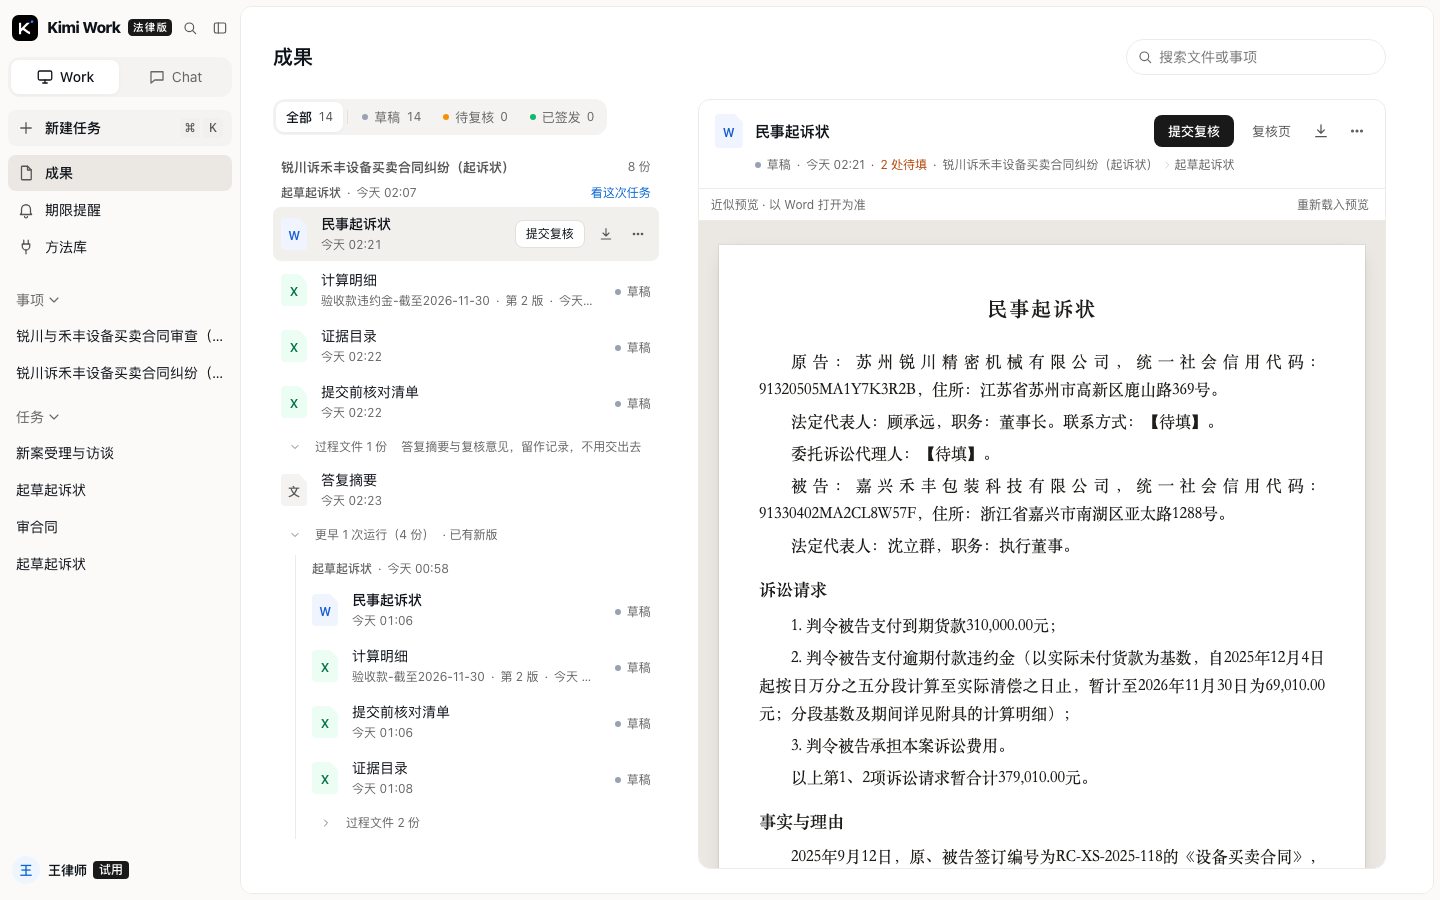 Kimi Work 法律版
Work Chat
新建任务 ⌘ K
成果
期限提醒
方法库
事项
锐川与禾丰设备买卖合同审查（...
锐川诉禾丰设备买卖合同纠纷（...
任务
新案受理与访谈
起草起诉状
审合同
起草起诉状
王 王律师 试用
成果
搜索文件或事项
全部 14 草稿 14 待复核 0 已签发 0
锐川诉禾丰设备买卖合同纠纷（起诉状） 8 份
起草起诉状 · 今天 02:07 看这次任务
W 民事起诉状
今天 02:21 提交复核
X 计算明细
验收款违约金-截至2026-11-30 · 第 2 版 · 今天... 草稿
X 证据目录
今天 02:22 草稿
X 提交前核对清单
今天 02:22 草稿
过程文件 1 份 答复摘要与复核意见，留作记录，不用交出去
文 答复摘要
今天 02:23
更早 1 次运行（4 份） · 已有新版
起草起诉状 · 今天 00:58
W 民事起诉状
今天 01:06 草稿
X 计算明细
验收款-截至2026-11-30 · 第 2 版 · 今天 ... 草稿
X 提交前核对清单
今天 01:06 草稿
X 证据目录
今天 01:08 草稿
过程文件 2 份
W 民事起诉状 提交复核 复核页
草稿 · 今天 02:21 · 2 处待填 · 锐川诉禾丰设备买卖合同纠纷（起诉状） 起草起诉状
近似预览 · 以 Word 打开为准 重新载入预览
民事起诉状
原告：苏州锐川精密机械有限公司，统一社会信用代码：
91320505MA1Y7K3R2B，住所：江苏省苏州市高新区鹿山路369号。
法定代表人：顾承远，职务：董事长。联系方式：【待填】。
委托诉讼代理人：【待填】。
被告：嘉兴禾丰包装科技有限公司，统一社会信用代码：
91330402MA2CL8W57F，住所：浙江省嘉兴市南湖区亚太路1288号。
法定代表人：沈立群，职务：执行董事。
诉讼请求
1. 判令被告支付到期货款310,000.00元；
2. 判令被告支付逾期付款违约金（以实际未付货款为基数，自2025年12月4日
起按日万分之五分段计算至实际清偿之日止，暂计至2026年11月30日为69,010.00
元；分段基数及期间详见附具的计算明细）；
3. 判令被告承担本案诉讼费用。
以上第1、2项诉讼请求暂合计379,010.00元。
事实与理由
2025年9月12日，原、被告签订编号为RC-XS-2025-118的《设备买卖合同》，